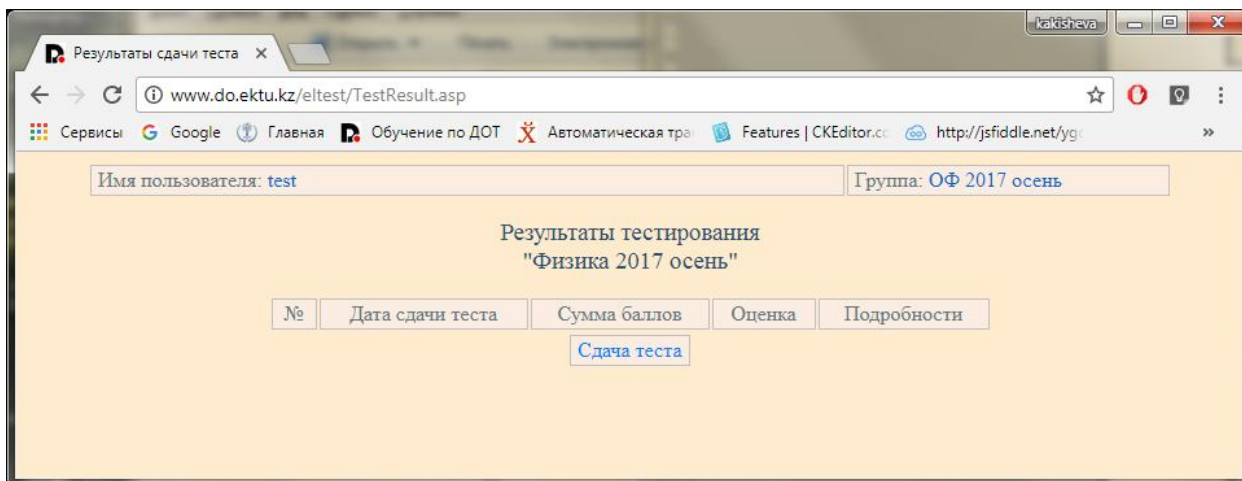 kakisheva
Результаты сдачи теста
www.do.ektu.kz/eltest/TestResult.asp
Сервисы Google Главная Обучение по ДОТ Автоматическая Features | CKEditor.c http://jsfiddle.net/yg
Имя пользователя: test Группа: ОФ 2017 осень
Результаты тестирования
"Физика 2017 осень"
№ Дата сдачи теста Сумма баллов Оценка Подробности
Сдача теста